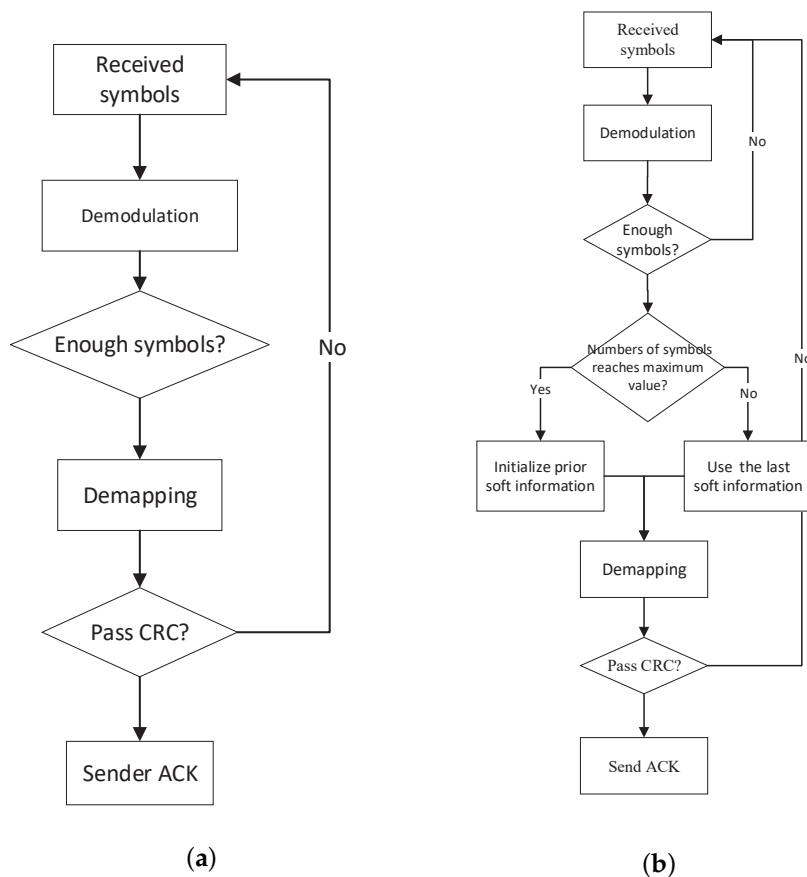 Received
symbols
Demodulation
Enough symbols?
No
Demapping
Pass CRC?
Sender ACK
(a)
Received
symbols
Demodulation
No
Enough
symbols?
Numbers of symbols
reaches maximum
value?
No
Yes
No
Initialize prior
soft information
Use the last
soft information
Demapping
Pass CRC?
Send ACK
(b)